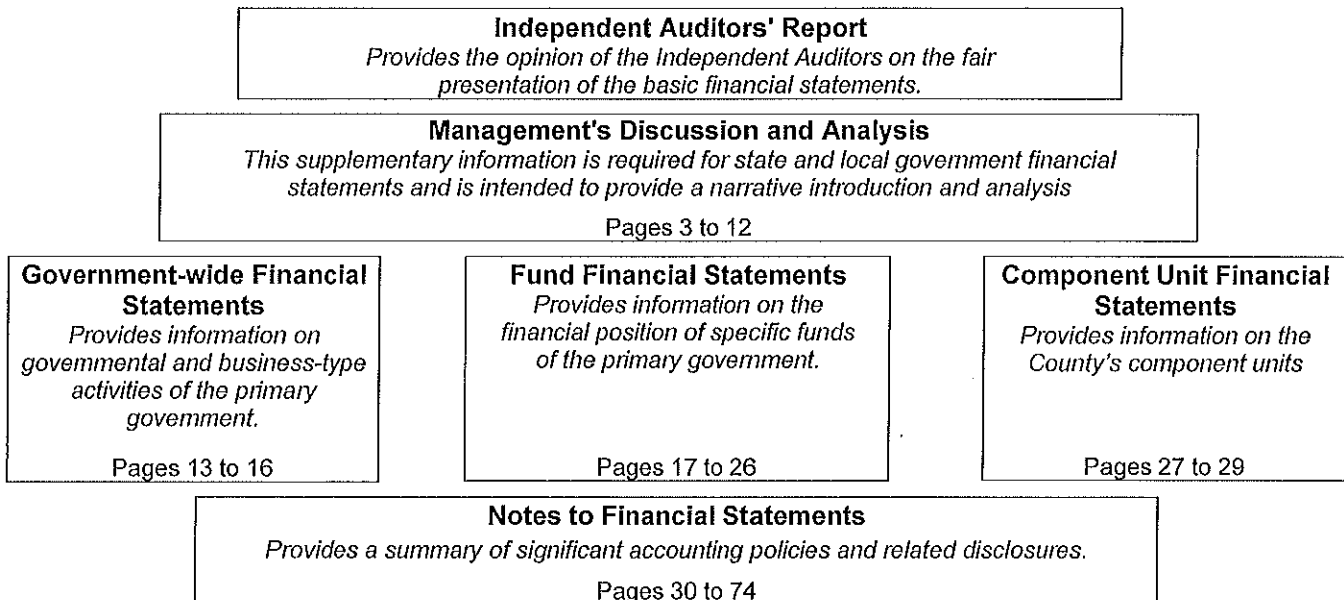 Independent Auditors' Report
Provides the opinion of the Independent Auditors on the fair
presentation of the basic financial statements.
Management's Discussion and Analysis
This supplementary information is required for state and local government financial
statements and is intended to provide a narrative introduction and analysis
Pages 3 to 12
Government-wide Financial
Statements
Provides information on
governmental and business-type
activities of the primary
government.
Pages 13 to 16
Fund Financial Statements
Provides information on the
financial position of specific funds
of the primary government.
Pages 17 to 26
Component Unit Financial
Statements
Provides information on the
County's component units
Pages 27 to 29
Notes to Financial Statements
Provides a summary of significant accounting policies and related disclosures.
Pages 30 to 74